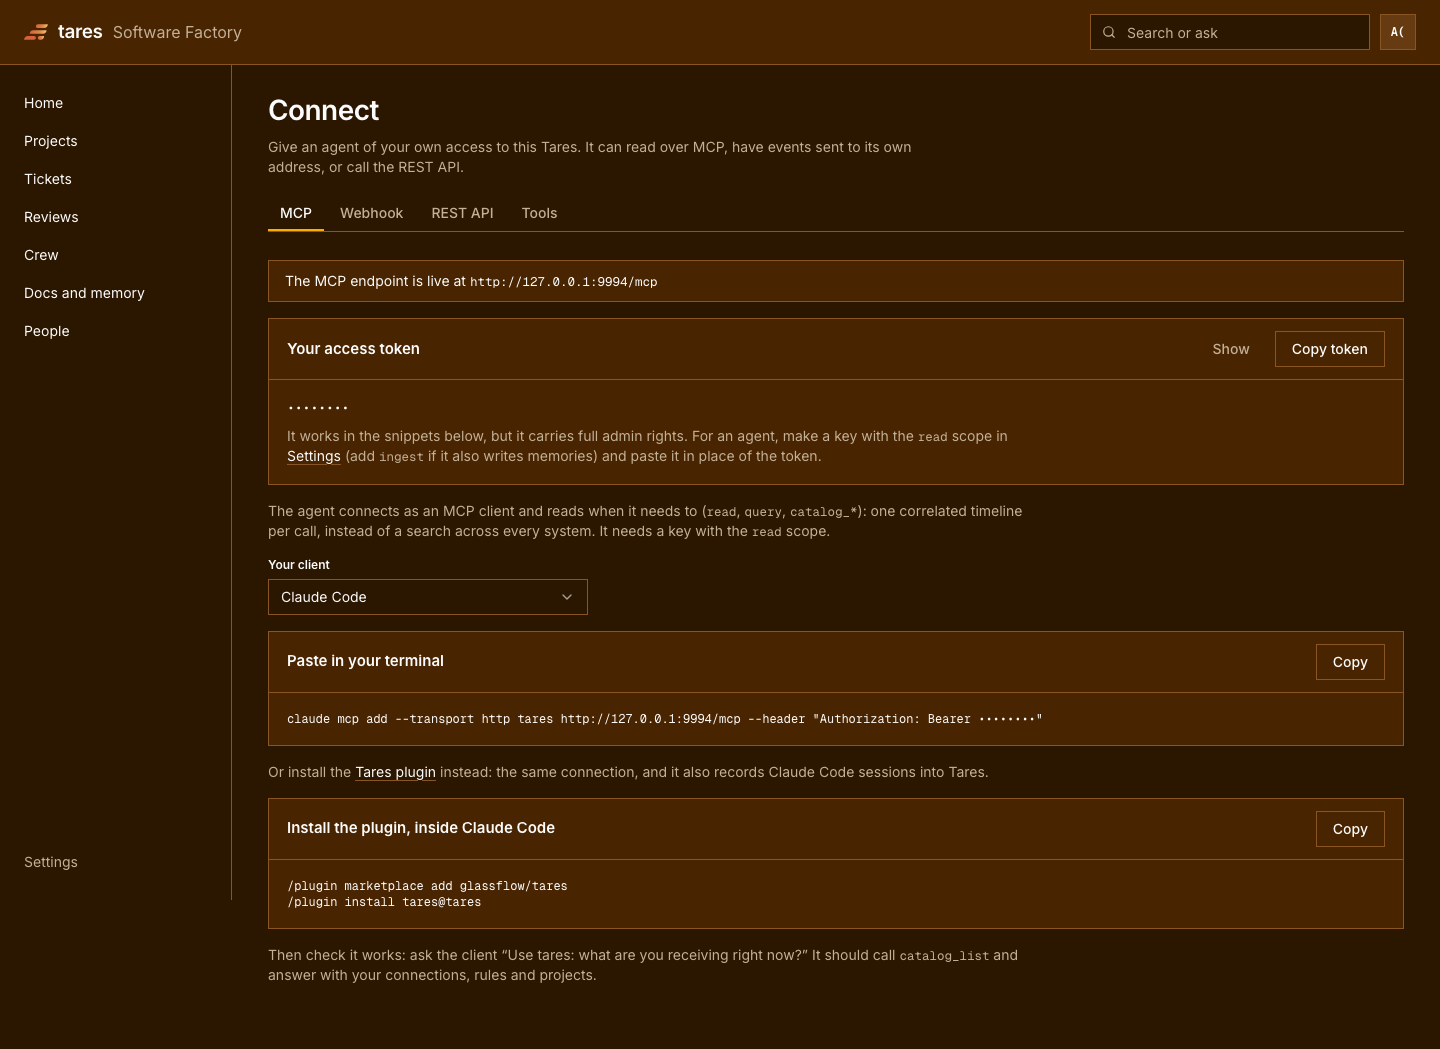 tares Software Factory
Search or ask
A(
Home
Projects
Tickets
Reviews
Crew
Docs and memory
People
Settings
Connect
Give an agent of your own access to this Tares. It can read over MCP, have events sent to its own
address, or call the REST API.
MCP Webhook REST API Tools
The MCP endpoint is live at http://127.0.0.1:9994/mcp
Your access token Show Copy token
••••••••
It works in the snippets below, but it carries full admin rights. For an agent, make a key with the read scope in
Settings (add ingest if it also writes memories) and paste it in place of the token.
The agent connects as an MCP client and reads when it needs to (read, query, catalog_*): one correlated timeline
per call, instead of a search across every system. It needs a key with the read scope.
Your client
Claude Code
Paste in your terminal Copy
claude mcp add --transport http tares http://127.0.0.1:9994/mcp --header "Authorization: Bearer ••••••••"
Or install the Tares plugin instead: the same connection, and it also records Claude Code sessions into Tares.
Install the plugin, inside Claude Code Copy
/plugin marketplace add glassflow/tares
/plugin install tares@tares
Then check it works: ask the client “Use tares: what are you receiving right now?” It should call catalog_list and
answer with your connections, rules and projects.